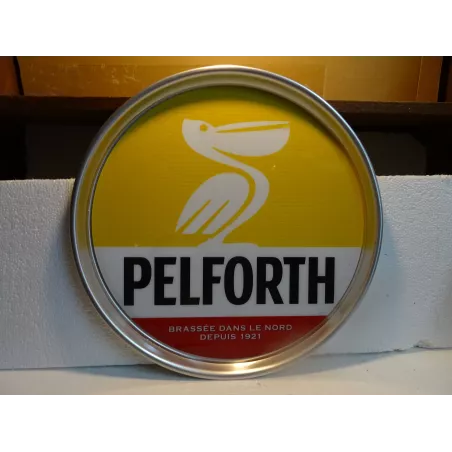 PELFORTH
BRASSÉE DANS LE NORD
DEPUIS 1921